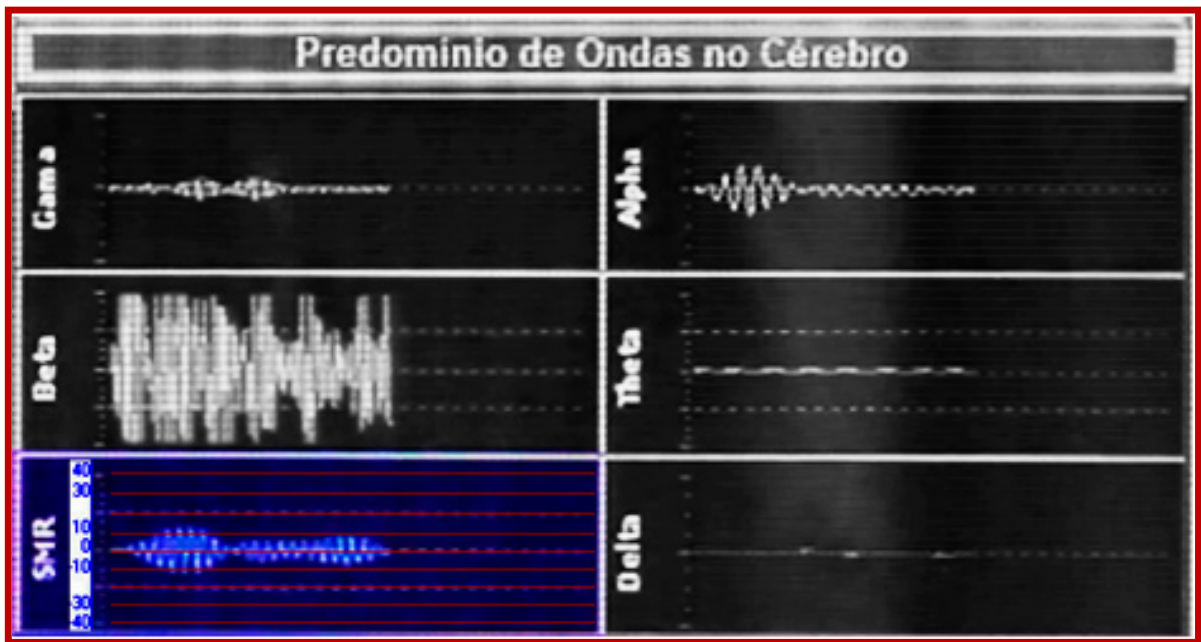 Predomínio de Ondas no Cérebro
Gama
Alpha
Beta
Theta
SMR
40
30
10
0
-10
-30
-40
Delta